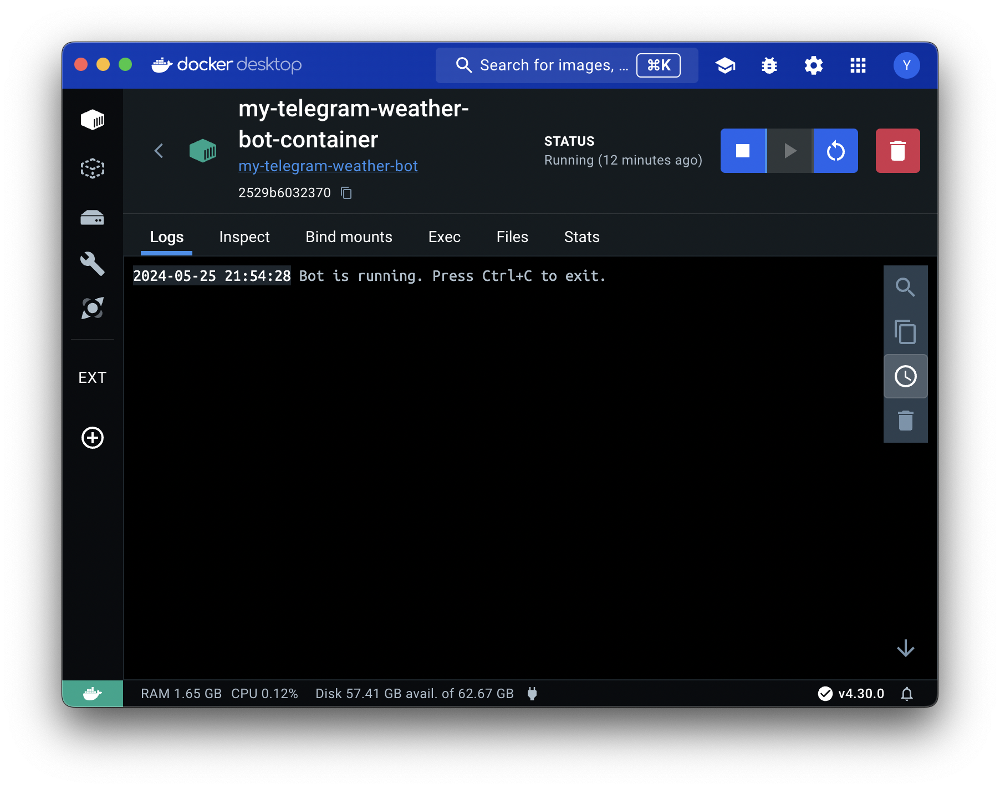 docker desktop
Search for images, ... ⌘K
Y
my-telegram-weather-
bot-container
my-telegram-weather-bot
2529b6032370
STATUS
Running (12 minutes ago)
Logs Inspect Bind mounts Exec Files Stats
2024-05-25 21:54:28 Bot is running. Press Ctrl+C to exit.
EXT
RAM 1.65 GB CPU 0.12% Disk 57.41 GB avail. of 62.67 GB
v4.30.0